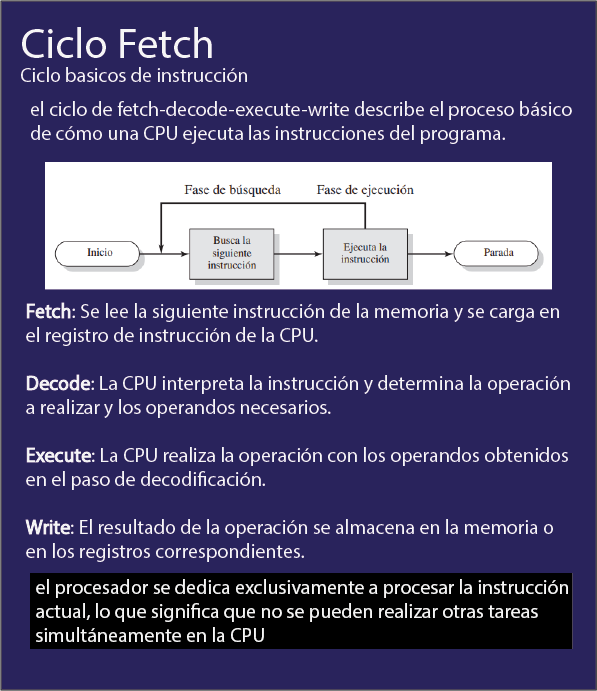 Ciclo Fetch
Ciclo basicos de instrucción
el ciclo de fetch-decode-execute-write describe el proceso básico
de cómo una CPU ejecuta las instrucciones del programa.
Fase de búsqueda
Fase de ejecución
Inicio
Busca la
siguiente
instrucción
Ejecuta la
instrucción
Parada
Fetch: Se lee la siguiente instrucción de la memoria y se carga en
el registro de instrucción de la CPU.
Decode: La CPU interpreta la instrucción y determina la operación
a realizar y los operandos necesarios.
Execute: La CPU realiza la operación con los operandos obtenidos
en el paso de decodificación.
Write: El resultado de la operación se almacena en la memoria o
en los registros correspondientes.
el procesador se dedica exclusivamente a procesar la instrucción
actual, lo que significa que no se pueden realizar otras tareas
simultáneamente en la CPU